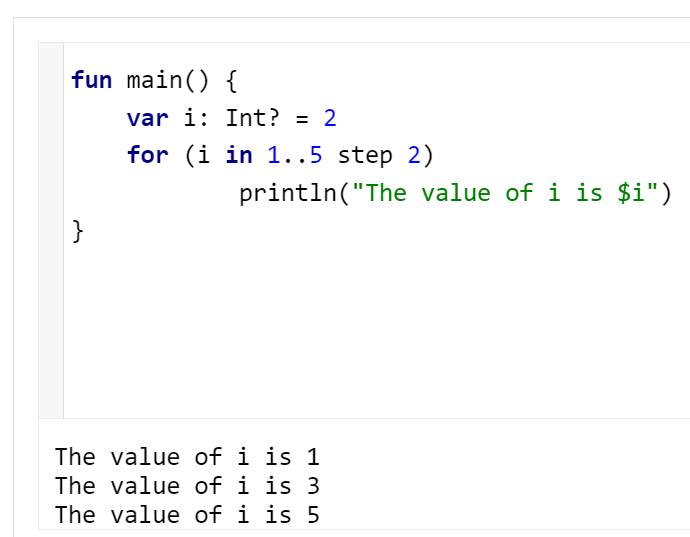 fun main() {
    var i: Int? = 2
    for (i in 1..5 step 2)
            println("The value of i is $i")
}
The value of i is 1
The value of i is 3
The value of i is 5